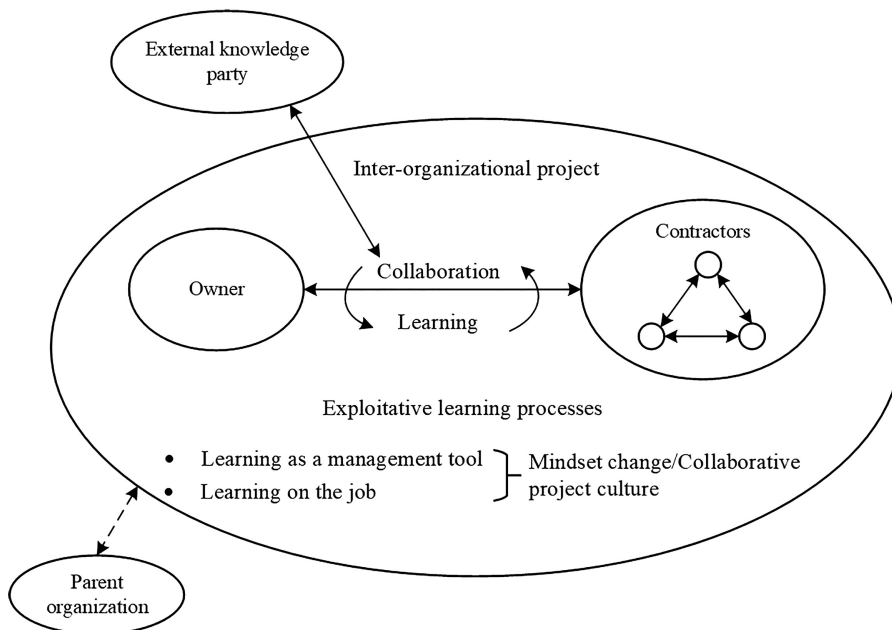 External knowledge
party
Inter-organizational project
Contractors
Owner
Collaboration
Learning
Exploitative learning processes
• Learning as a management tool
• Learning on the job
Mindset change/Collaborative
project culture
Parent
organization